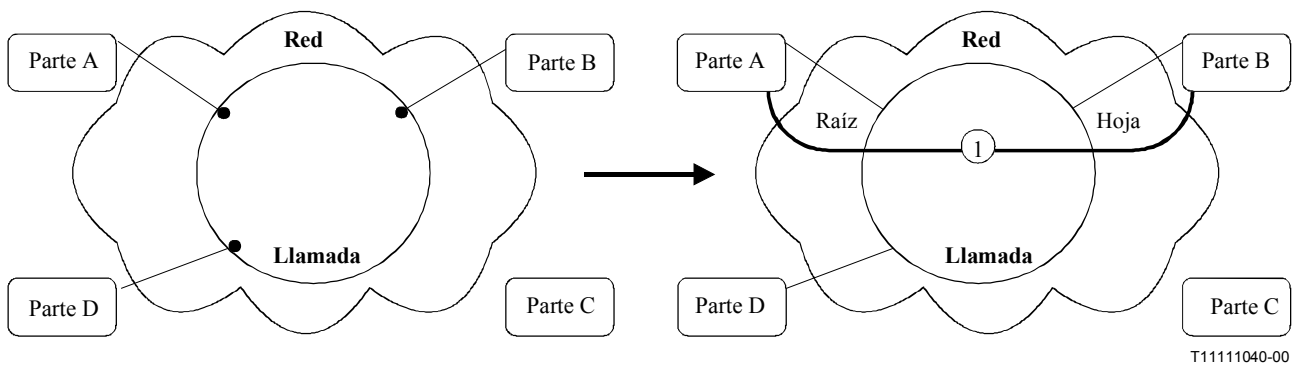 Parte A
Red
Parte B
Llamada
Parte D
Parte C
Parte A
Red
Parte B
Raíz
Hoja
1
Llamada
Parte D
Parte C
T11111040-00